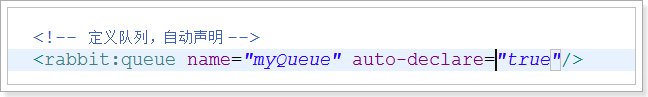 <!-- 定义队列，自动声明 -->
<rabbit:queue name="myQueue" auto-declare="true"/>